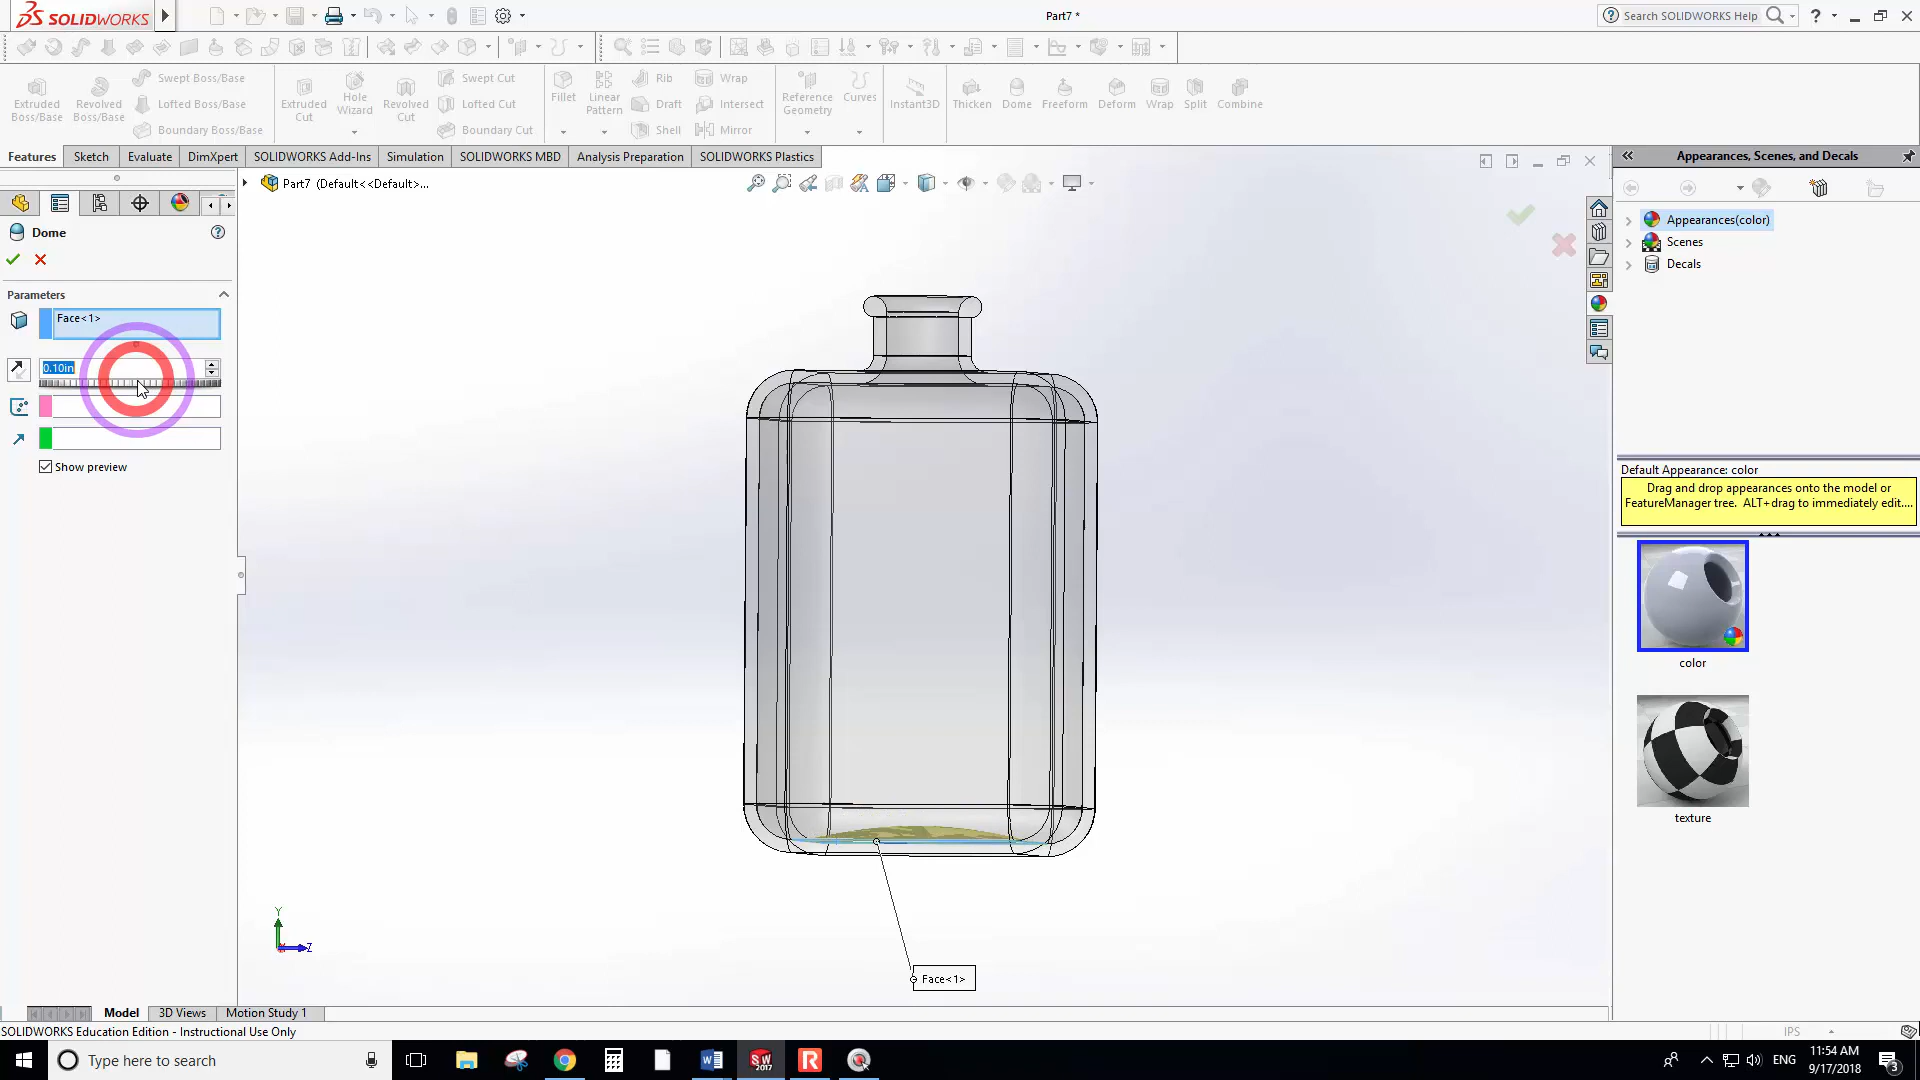 SOLIDWORKS
Part7 *
Search SOLIDWORKS Help
Extruded Boss/Base
Revolved Boss/Base
Swept Boss/Base
Lofted Boss/Base
Boundary Boss/Base
Extruded Cut
Hole Wizard
Revolved Cut
Swept Cut
Lofted Cut
Boundary Cut
Fillet
Linear Pattern
Rib
Draft
Shell
Wrap
Intersect
Mirror
Reference Geometry
Curves
Instant3D
Thicken
Dome
Freeform
Deform
Wrap
Split
Combine
Features
Sketch
Evaluate
DimXpert
SOLIDWORKS Add-Ins
Simulation
SOLIDWORKS MBD
Analysis Preparation
SOLIDWORKS Plastics
Part7 (Default<<Default>...
Appearances, Scenes, and Decals
Appearances(color)
Scenes
Decals
Dome
Parameters
Face<1>
0.10in
Show preview
Default Appearance: color
Drag and drop appearances onto the model or
FeatureManager tree. ALT+drag to immediately edit....
color
texture
Y
Z
Face<1>
Model
3D Views
Motion Study 1
SOLIDWORKS Education Edition - Instructional Use Only
IPS
Type here to search
SW
2017
ENG
11:54 AM
9/17/2018
3